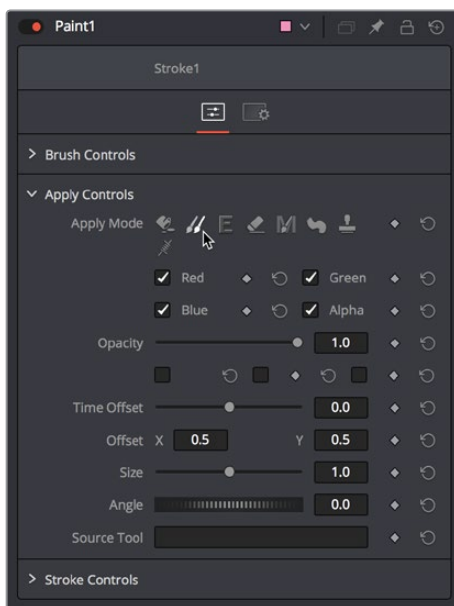 Paint1
Stroke1
Brush Controls
Apply Controls
Apply Mode
Red Green
Blue Alpha
Opacity 1.0
Time Offset 0.0
Offset X 0.5 Y 0.5
Size 1.0
Angle 0.0
Source Tool
Stroke Controls